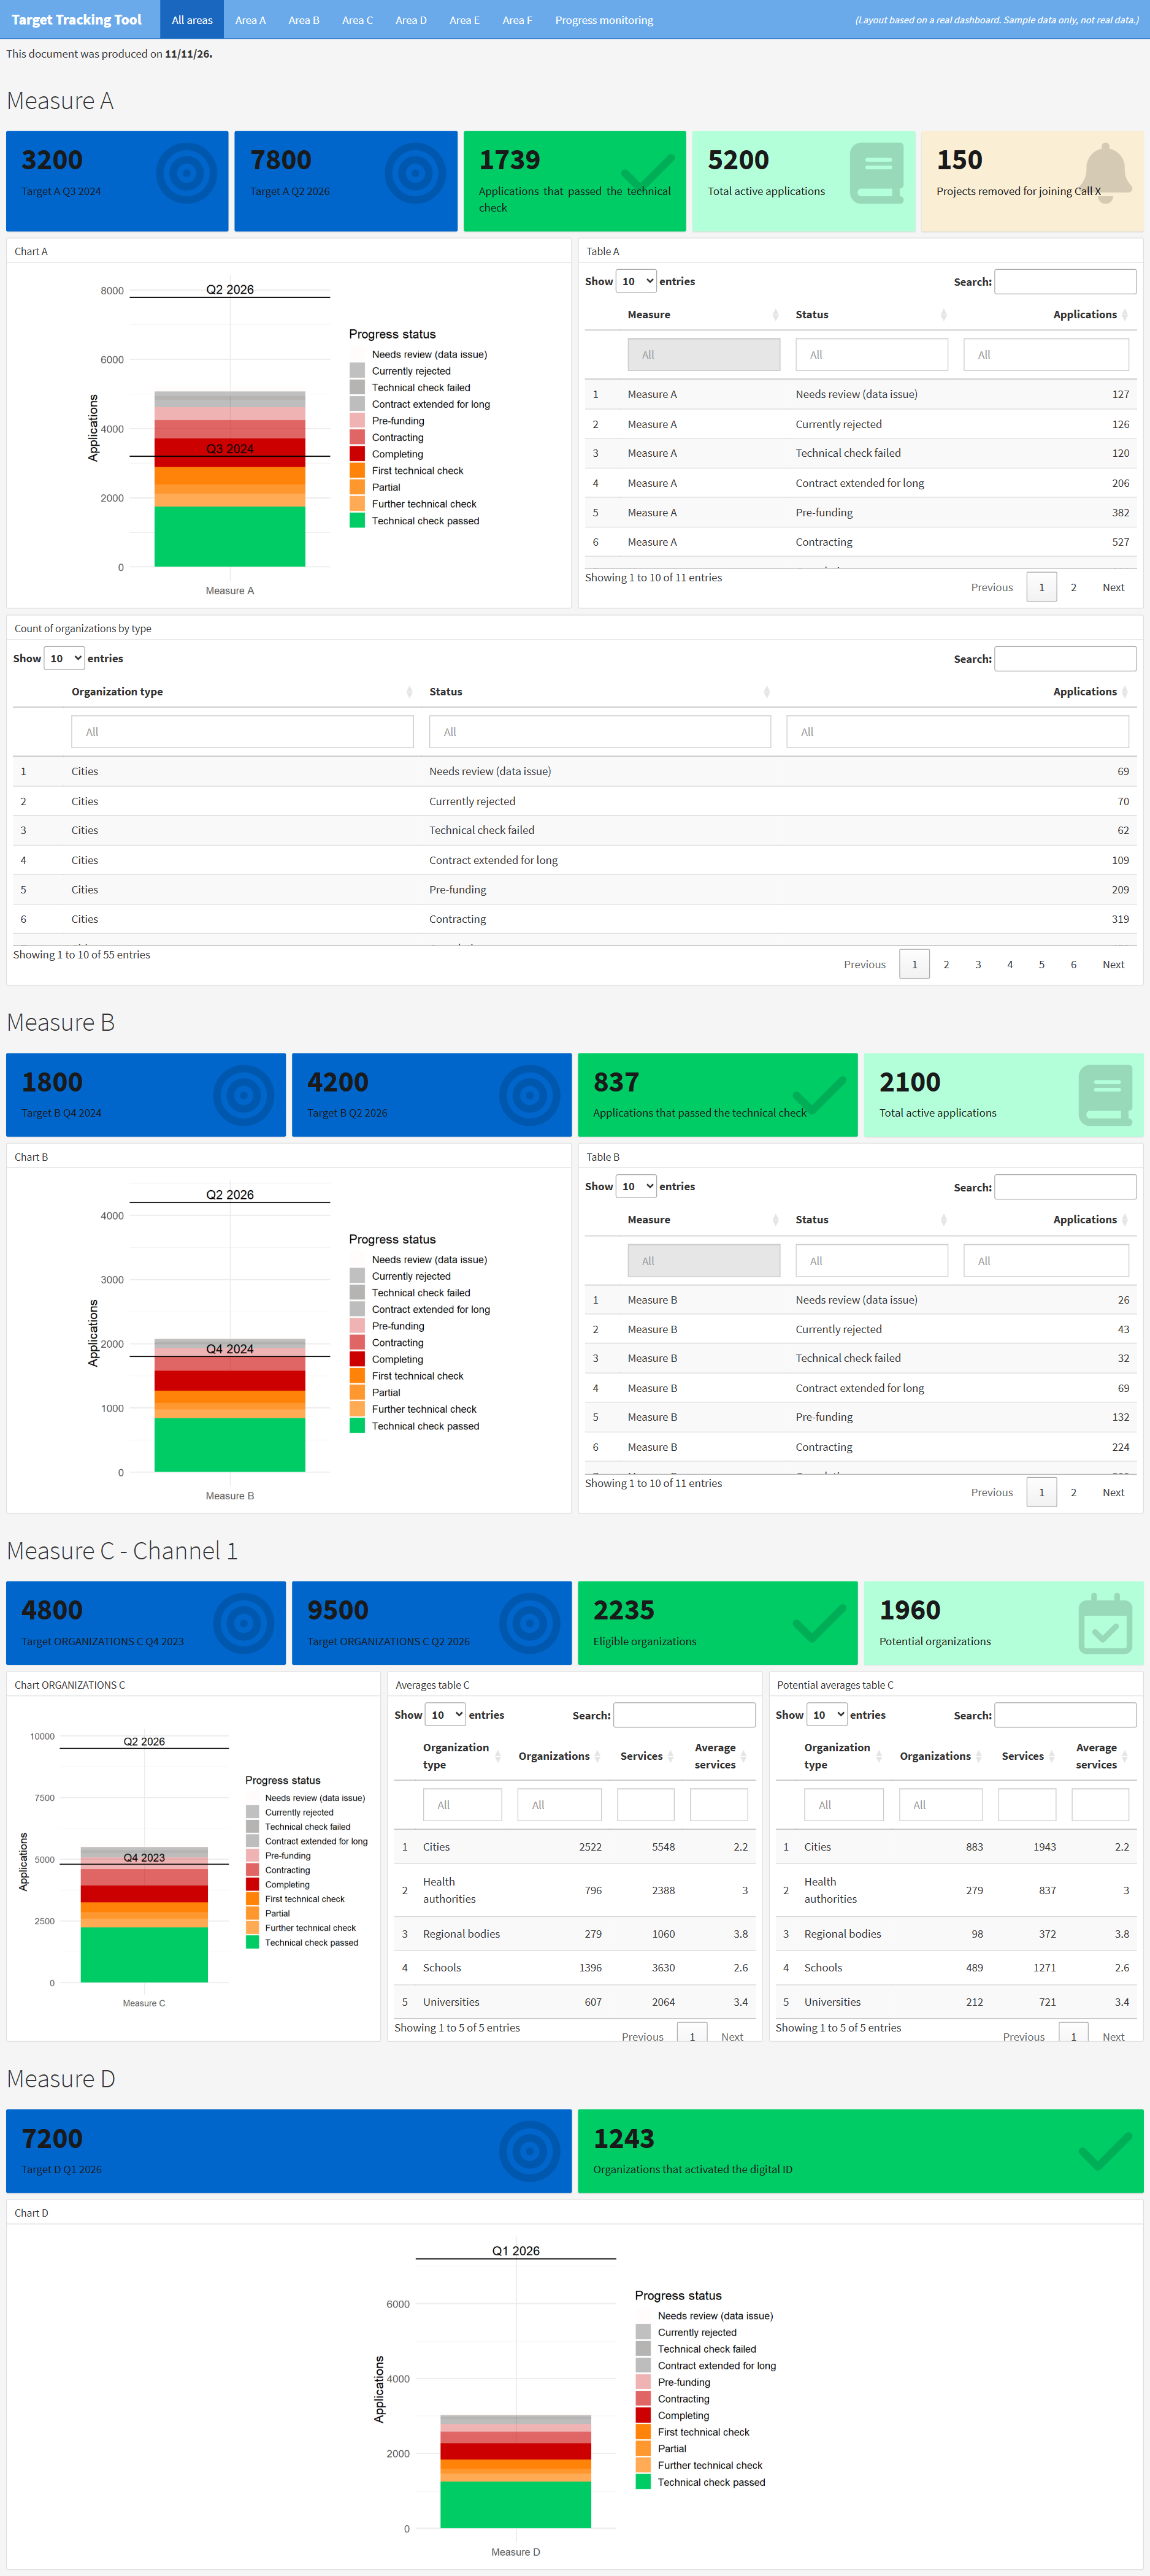 Target Tracking Tool
All areas
Area A
Area B
Area C
Area D
Area E
Area F
Progress monitoring
(Layout based on a real dashboard. Sample data only, not real data.)
This document was produced on 11/11/26.
Measure A
3200
Target A Q3 2024
7800
Target A Q2 2026
1739
Applications that passed the technical
check
5200
Total active applications
150
Projects removed for joining Call X
Chart A
8000
6000
4000
2000
0
Applications
Q2 2026
Q3 2024
Measure A
Progress status
Needs review (data issue)
Currently rejected
Technical check failed
Contract extended for long
Pre-funding
Contracting
Completing
First technical check
Partial
Further technical check
Technical check passed
Table A
Show 10 entries
Search:
Measure Status Applications
All All All
1 Measure A Needs review (data issue) 127
2 Measure A Currently rejected 126
3 Measure A Technical check failed 120
4 Measure A Contract extended for long 206
5 Measure A Pre-funding 382
6 Measure A Contracting 527
Showing 1 to 10 of 11 entries
Previous 1 2 Next
Count of organizations by type
Show 10 entries
Search:
Organization type Status Applications
All All All
1 Cities Needs review (data issue) 69
2 Cities Currently rejected 70
3 Cities Technical check failed 62
4 Cities Contract extended for long 109
5 Cities Pre-funding 209
6 Cities Contracting 319
Showing 1 to 10 of 55 entries
Previous 1 2 3 4 5 6 Next
Measure B
1800
Target B Q4 2024
4200
Target B Q2 2026
837
Applications that passed the technical check
2100
Total active applications
Chart B
4000
3000
2000
1000
0
Applications
Q2 2026
Q4 2024
Measure B
Progress status
Needs review (data issue)
Currently rejected
Technical check failed
Contract extended for long
Pre-funding
Contracting
Completing
First technical check
Partial
Further technical check
Technical check passed
Table B
Show 10 entries
Search:
Measure Status Applications
All All All
1 Measure B Needs review (data issue) 26
2 Measure B Currently rejected 43
3 Measure B Technical check failed 32
4 Measure B Contract extended for long 69
5 Measure B Pre-funding 132
6 Measure B Contracting 224
Showing 1 to 10 of 11 entries
Previous 1 2 Next
Measure C - Channel 1
4800
Target ORGANIZATIONS C Q4 2023
9500
Target ORGANIZATIONS C Q2 2026
2235
Eligible organizations
1960
Potential organizations
Chart ORGANIZATIONS C
10000
7500
5000
2500
0
Applications
Q2 2026
Q4 2023
Measure C
Progress status
Needs review (data issue)
Currently rejected
Technical check failed
Contract extended for long
Pre-funding
Contracting
Completing
First technical check
Partial
Further technical check
Technical check passed
Averages table C
Show 10 entries
Search:
Organization
type
Organizations
Services
Average
services
All All
1 Cities 2522 5548 2.2
2 Health
authorities 796 2388 3
3 Regional bodies 279 1060 3.8
4 Schools 1396 3630 2.6
5 Universities 607 2064 3.4
Showing 1 to 5 of 5 entries
Previous 1 Next
Potential averages table C
Show 10 entries
Search:
Organization
type
Organizations
Services
Average
services
All All
1 Cities 883 1943 2.2
2 Health
authorities 279 837 3
3 Regional bodies 98 372 3.8
4 Schools 489 1271 2.6
5 Universities 212 721 3.4
Showing 1 to 5 of 5 entries
Previous 1 Next
Measure D
7200
Target D Q1 2026
1243
Organizations that activated the digital ID
Chart D
6000
4000
2000
0
Applications
Q1 2026
Measure D
Progress status
Needs review (data issue)
Currently rejected
Technical check failed
Contract extended for long
Pre-funding
Contracting
Completing
First technical check
Partial
Further technical check
Technical check passed